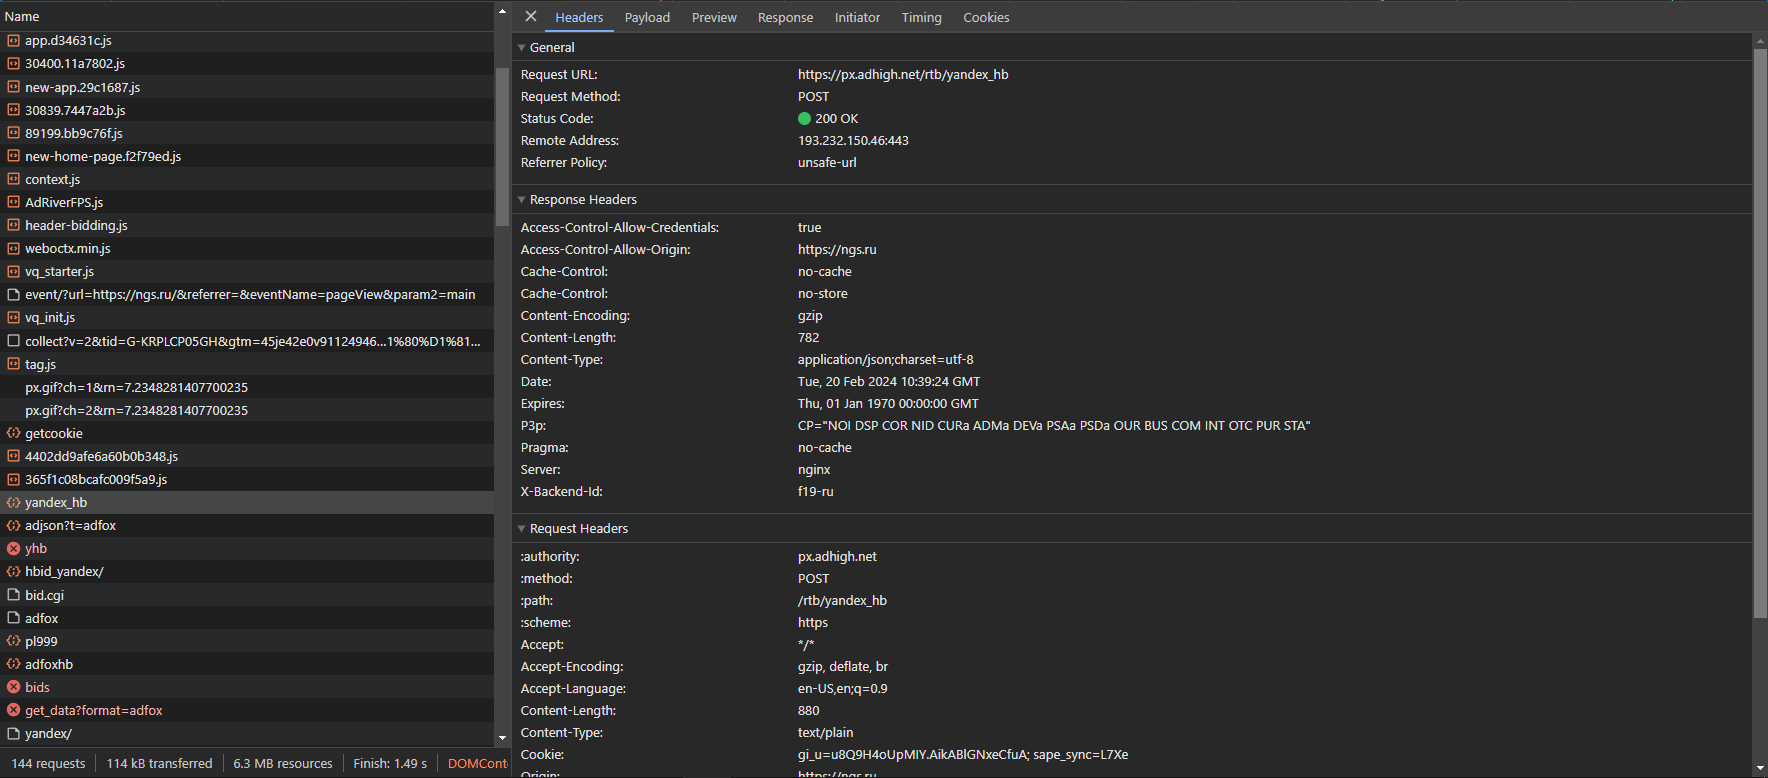 Name
app.d34631c.js
30400.11a7802.js
new-app.29c1687.js
30839.7447a2b.js
89199.bb9c76f.js
new-home-page.f2f79ed.js
context.js
AdRiverFPS.js
header-bidding.js
weboctx.min.js
vq_starter.js
event/?url=https://ngs.ru/&referrer=&eventName=pageView&param2=main
vq_init.js
collect?v=2&tid=G-KRPLCP05GH&gtm=45je42e0v91124946...1%80%D1%81...
tag.js
px.gif?ch=1&rn=7.2348281407700235
px.gif?ch=2&rn=7.2348281407700235
getcookie
4402dd9afe6a60b0b348.js
365f1c08bcafc009f5a9.js
yandex_hb
adjson?t=adfox
yhb
hbid_yandex/
bid.cgi
adfox
pl999
adfoxhb
bids
get_data?format=adfox
yandex/
144 requests 114 kB transferred 6.3 MB resources Finish: 1.49 s DOMCont
Headers Payload Preview Response Initiator Timing Cookies
General
Request URL: https://px.adhigh.net/rtb/yandex_hb
Request Method: POST
Status Code: 200 OK
Remote Address: 193.232.150.46:443
Referrer Policy: unsafe-url
Response Headers
Access-Control-Allow-Credentials: true
Access-Control-Allow-Origin: https://ngs.ru
Cache-Control: no-cache
Cache-Control: no-store
Content-Encoding: gzip
Content-Length: 782
Content-Type: application/json;charset=utf-8
Date: Tue, 20 Feb 2024 10:39:24 GMT
Expires: Thu, 01 Jan 1970 00:00:00 GMT
P3p: CP="NOI DSP COR NID CURa ADMa DEVa PSAa PSDa OUR BUS COM INT OTC PUR STA"
Pragma: no-cache
Server: nginx
X-Backend-Id: f19-ru
Request Headers
:authority: px.adhigh.net
:method: POST
:path: /rtb/yandex_hb
:scheme: https
Accept: */*
Accept-Encoding: gzip, deflate, br
Accept-Language: en-US,en;q=0.9
Content-Length: 880
Content-Type: text/plain
Cookie: gi_u=u8Q9H4oUpMIY.AikABlGNxeCfuA; sape_sync=L7Xe
Origin: https://ngs.ru